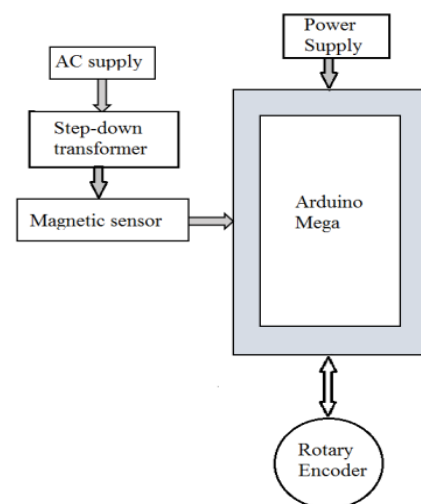 Power
Supply
AC supply
Step-down
transformer
Magnetic sensor
Arduino
Mega
Rotary
Encoder